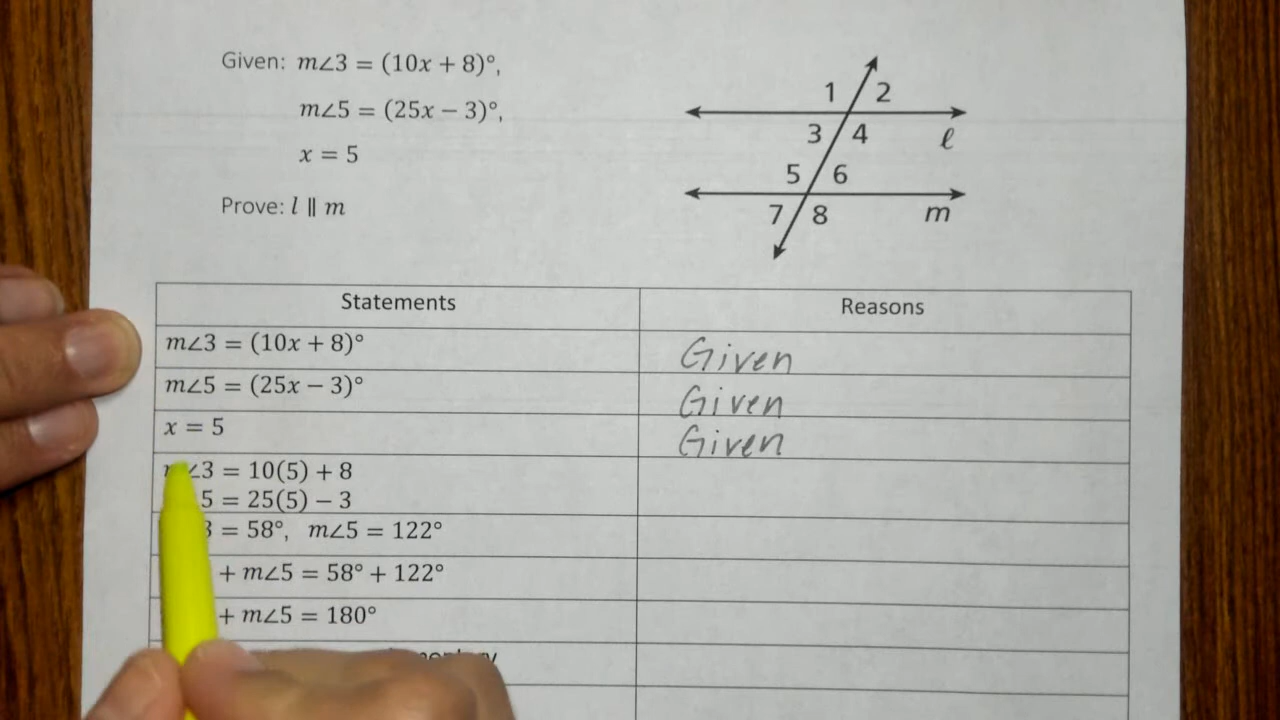 Given: m∠3 = (10x + 8)°,
m∠5 = (25x − 3)°,
x = 5
Prove: l ∥ m
1 2
3 4 ℓ
5 6
7 8 m
Statements Reasons
m∠3 = (10x + 8)° Given
m∠5 = (25x − 3)° Given
x = 5 Given
∠3 = 10(5) + 8
5 = 25(5) − 3
3 = 58°, m∠5 = 122°
+ m∠5 = 58° + 122°
+ m∠5 = 180°